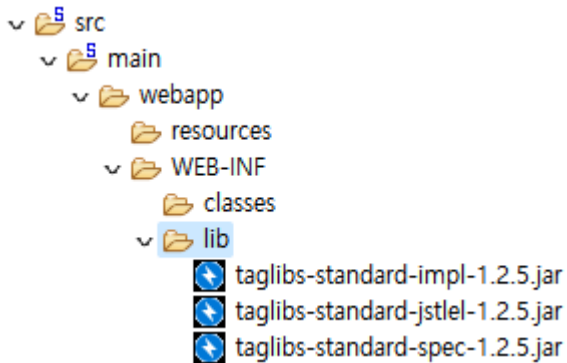 src
main
webapp
resources
WEB-INF
classes
lib
taglibs-standard-impl-1.2.5.jar
taglibs-standard-jstlel-1.2.5.jar
taglibs-standard-spec-1.2.5.jar